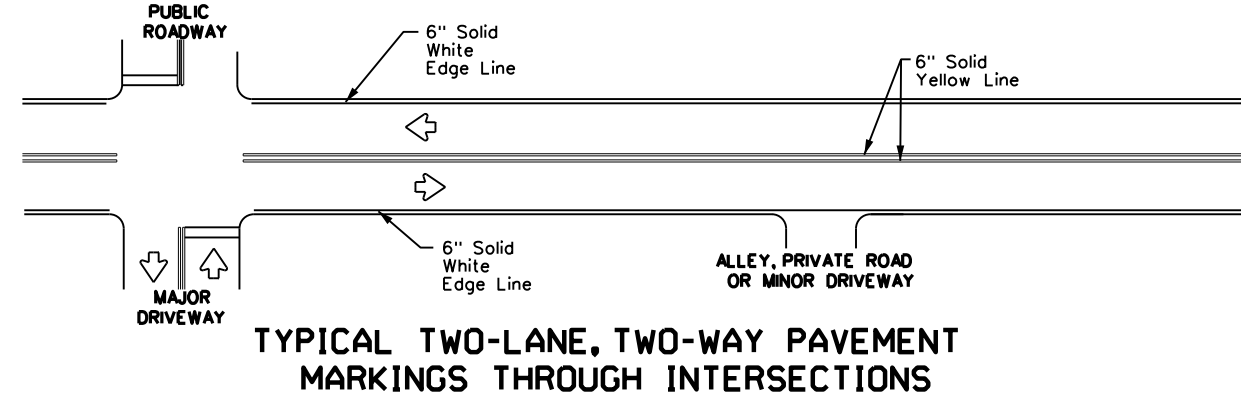 PUBLIC
ROADWAY
6" Solid
White
Edge Line
6" Solid
Yellow Line
6" Solid
White
Edge Line
ALLEY, PRIVATE ROAD
OR MINOR DRIVEWAY
MAJOR
DRIVEWAY
TYPICAL TWO-LANE, TWO-WAY PAVEMENT
MARKINGS THROUGH INTERSECTIONS